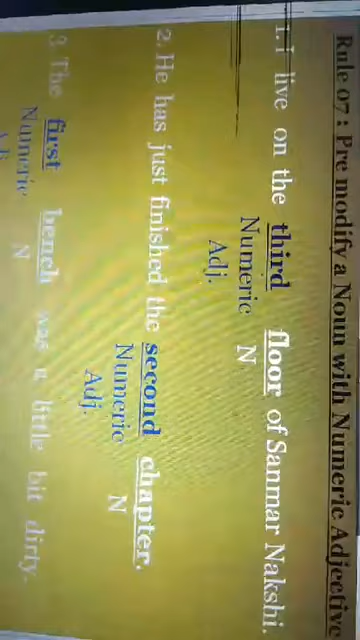 Rule 07 : Pre modify a Noun with Numeric Adjective
1. I live on the third floor of Sanmar Nakshi.
Numeric N
Adj.
2. He has just finished the second chapter.
Numeric N
Adj.
3. The first bench was a little bit dirty.
Numeric N